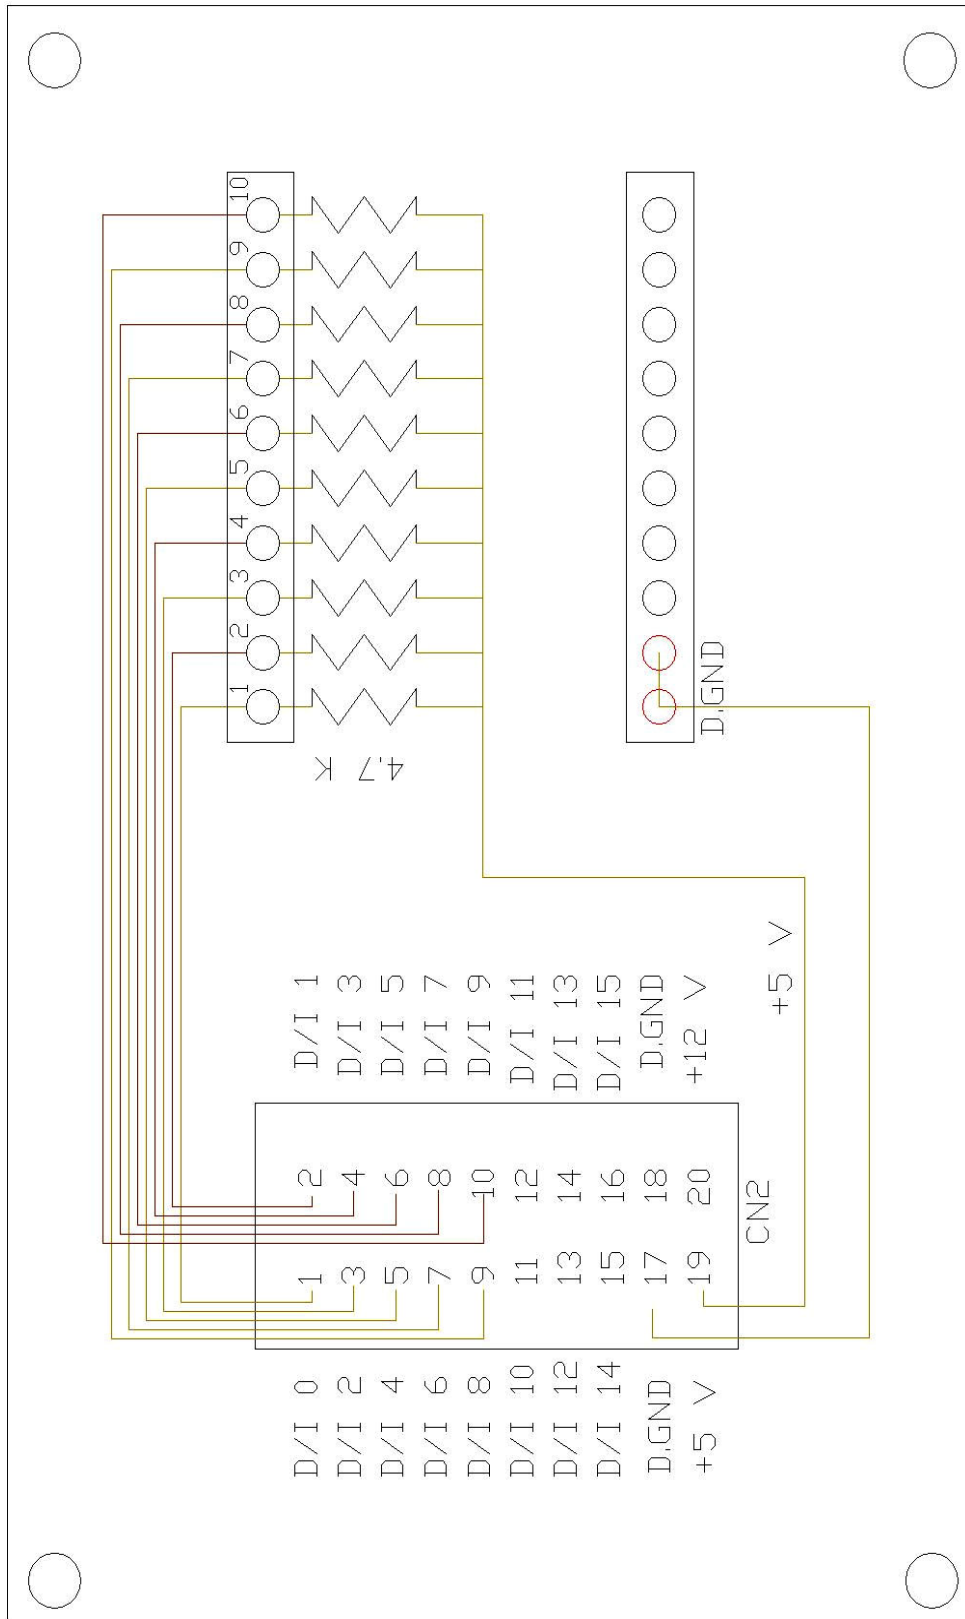 10
9
8
7
6
5
4
3
2
1
4.7 K
D.GND
+5 V
D/I 1
D/I 3
D/I 5
D/I 7
D/I 9
D/I 11
D/I 13
D/I 15
D.GND
+12 V
2
4
6
8
10
12
14
16
18
20
1
3
5
7
9
11
13
15
17
19
CN2
D/I 0
D/I 2
D/I 4
D/I 6
D/I 8
D/I 10
D/I 12
D/I 14
D.GND
+5 V